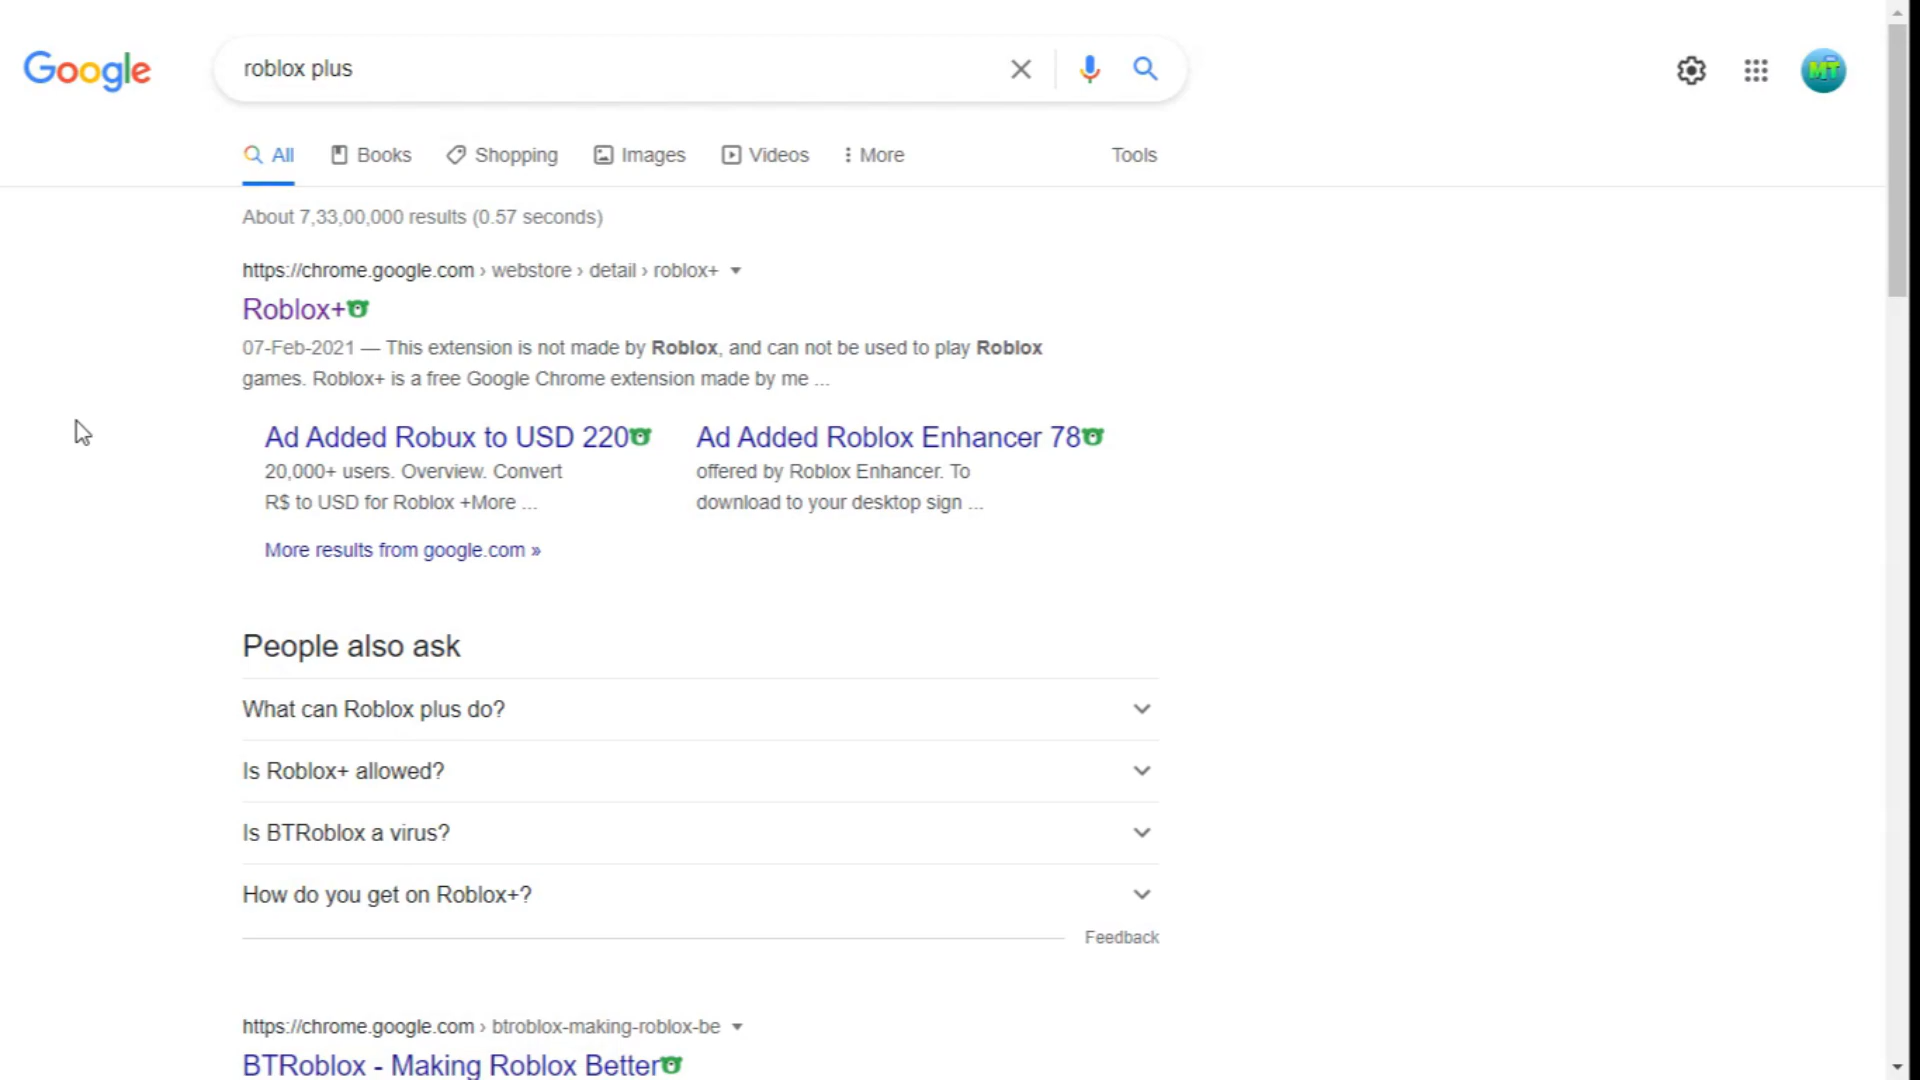 Google
roblox plus
MT
All Books Shopping Images Videos More Tools
About 7,33,00,000 results (0.57 seconds)
https://chrome.google.com › webstore › detail › roblox+
Roblox+
07-Feb-2021 — This extension is not made by Roblox, and can not be used to play Roblox
games. Roblox+ is a free Google Chrome extension made by me ...
Ad Added Robux to USD 220
20,000+ users. Overview. Convert
R$ to USD for Roblox +More ...
Ad Added Roblox Enhancer 78
offered by Roblox Enhancer. To
download to your desktop sign ...
More results from google.com »
People also ask
What can Roblox plus do?
Is Roblox+ allowed?
Is BTRoblox a virus?
How do you get on Roblox+?
Feedback
https://chrome.google.com › btroblox-making-roblox-be
BTRoblox - Making Roblox Better